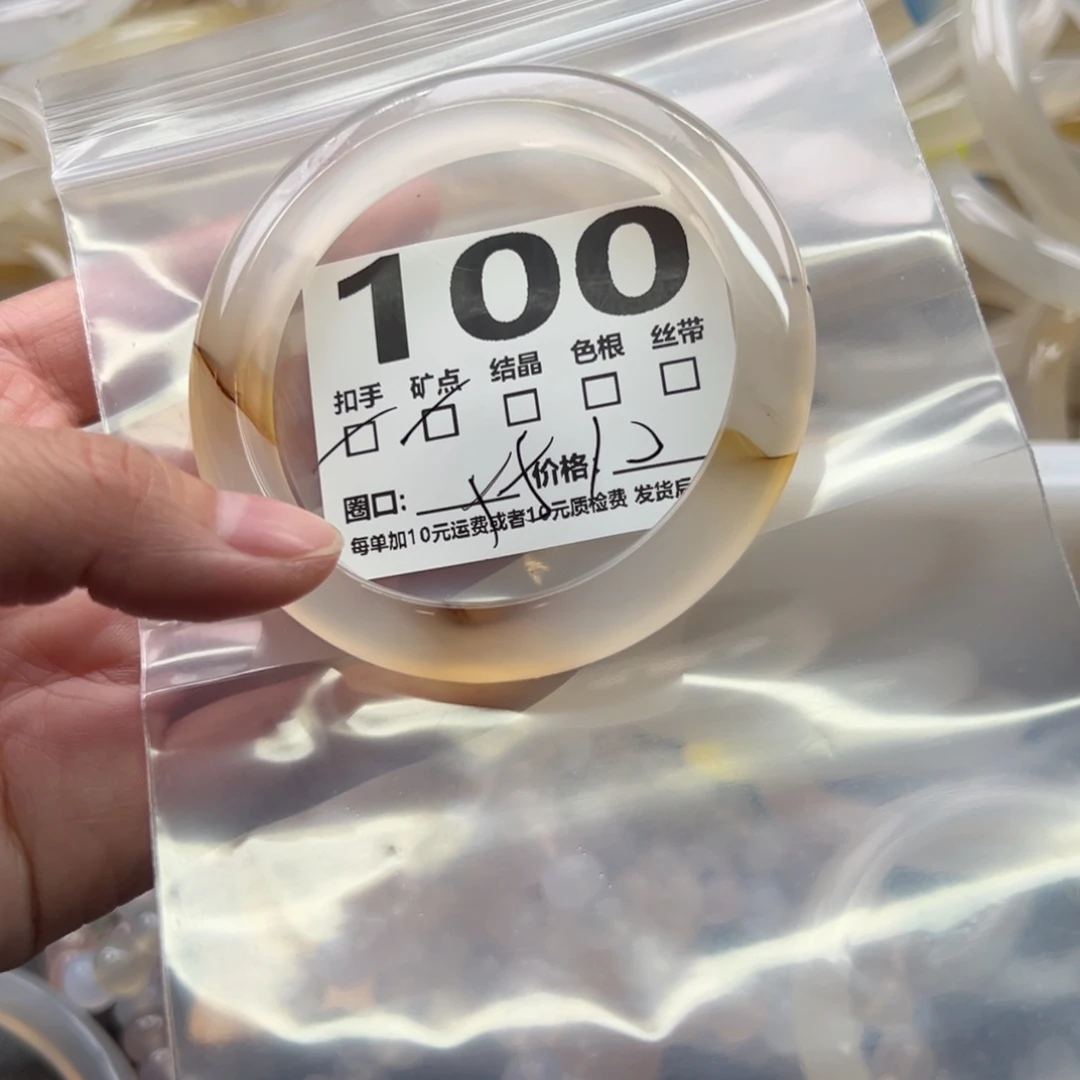 100
扣手 矿点 结晶 色根 丝带
圈口: 价格:
每单加10元运费或者10元质检费 发货后